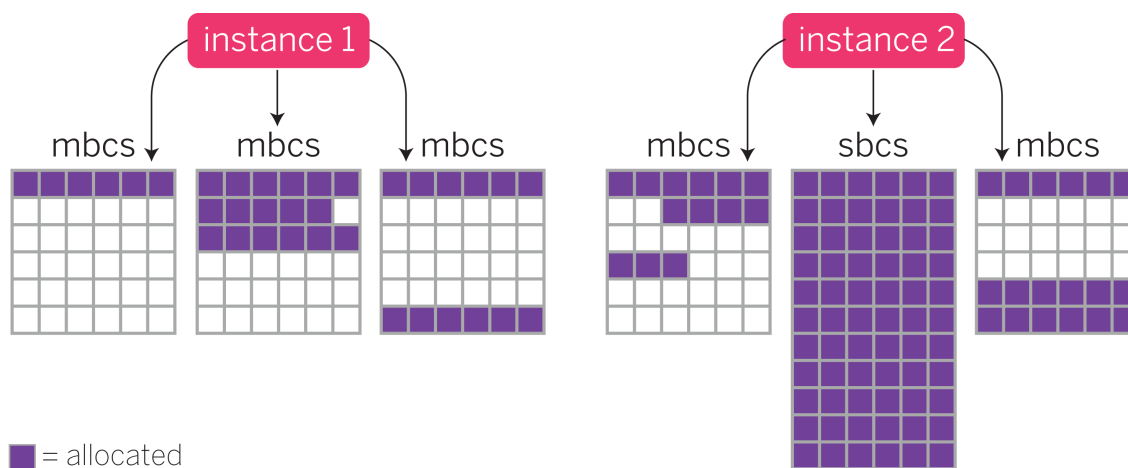 instance 1
instance 2
mbcs
mbcs
mbcs
mbcs
sbcs
mbcs
= allocated